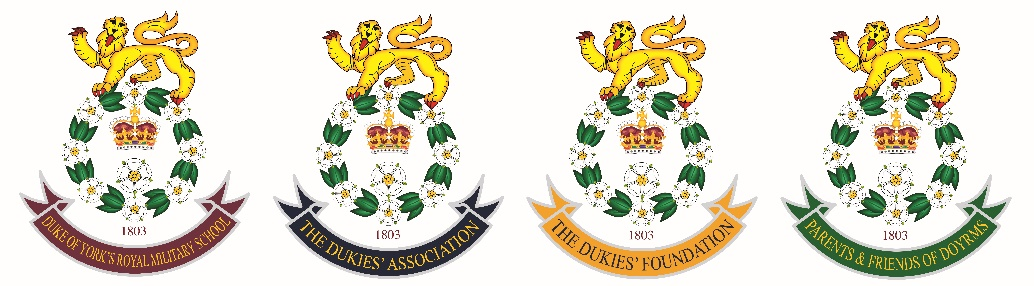 1803
DUKE OF YORK'S ROYAL MILITARY SCHOOL
1803
THE DUKIES' ASSOCIATION
1803
THE DUKIES' FOUNDATION
1803
PARENTS & FRIENDS OF DOYRMS